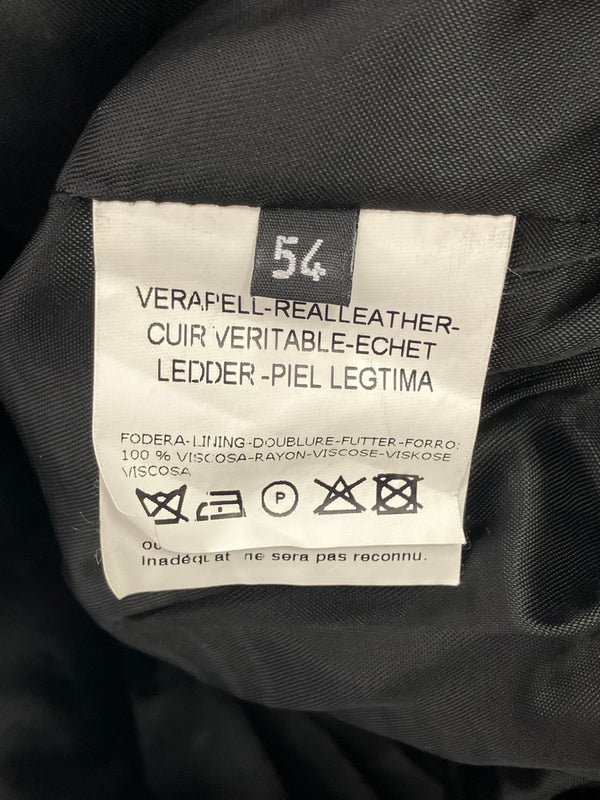 54
VERAPELL-REALLEATHER-
CUIR VERITABLE-ECHET
LEDDER-PIEL LEGTIMA
FODERA-LINING-DOUBLURE-FUTTER-FORRO:
100 % VISCOSA-RAYON-VISCOSE-VISKOSE
VISCOSA
P
inadéquat ne sera pas reconnu.